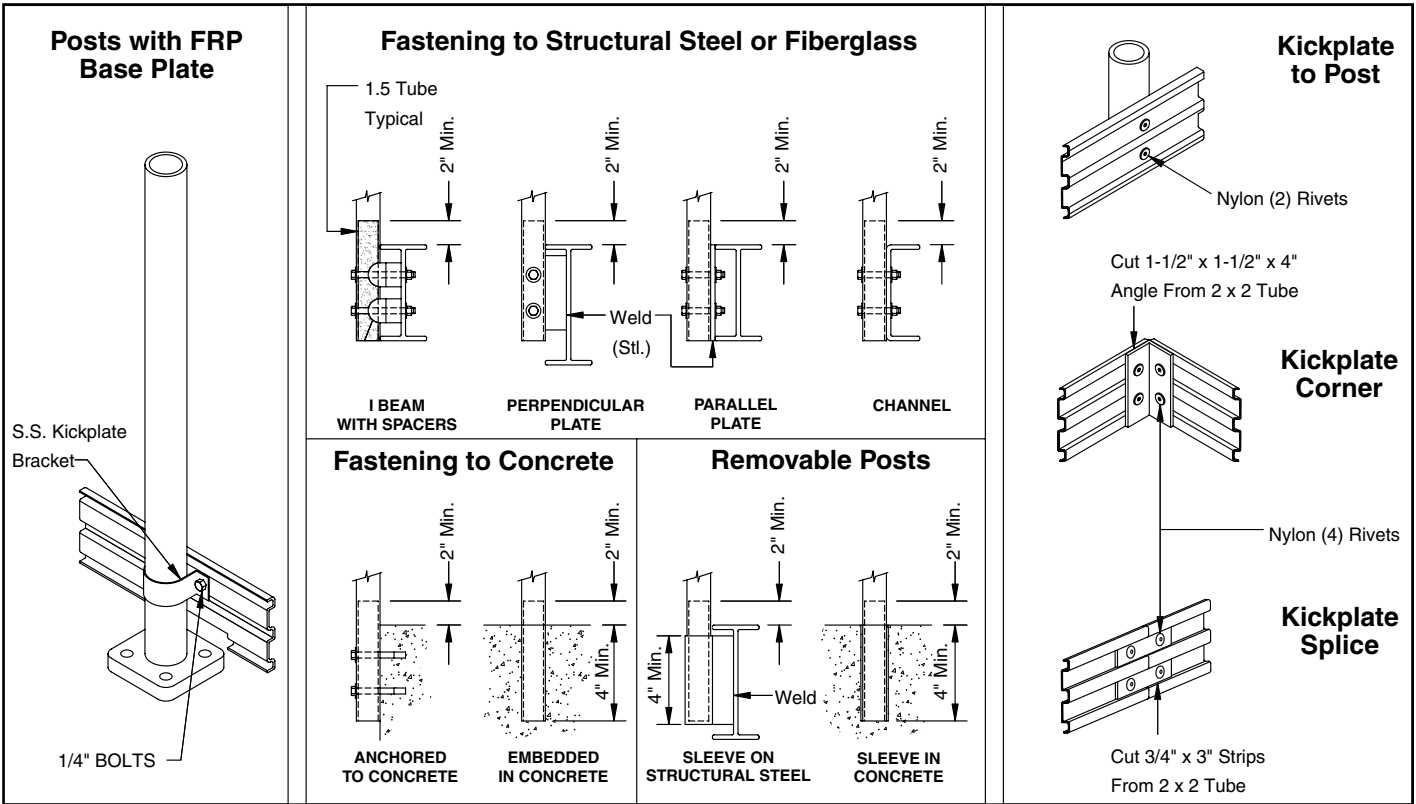 Posts with FRP
Base Plate
S.S. Kickplate
Bracket
1/4" BOLTS
Fastening to Structural Steel or Fiberglass
1.5 Tube
Typical
2" Min.
2" Min.
2" Min.
2" Min.
Weld
(Stl.)
I BEAM
WITH SPACERS
PERPENDICULAR
PLATE
PARALLEL
PLATE
CHANNEL
Fastening to Concrete
2" Min.
2" Min.
4" Min.
ANCHORED
TO CONCRETE
EMBEDDED
IN CONCRETE
Removable Posts
2" Min.
2" Min.
4" Min.
4" Min.
Weld
SLEEVE ON
STRUCTURAL STEEL
SLEEVE IN
CONCRETE
Kickplate
to Post
Nylon (2) Rivets
Cut 1-1/2" x 1-1/2" x 4"
Angle From 2 x 2 Tube
Kickplate
Corner
Nylon (4) Rivets
Kickplate
Splice
Cut 3/4" x 3" Strips
From 2 x 2 Tube